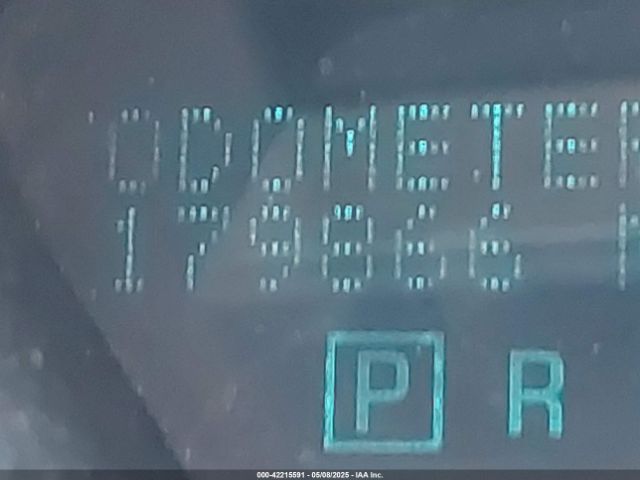 ODOMETER
179866 M
P R
000-42215591 - 05/08/2025 - IAA Inc.